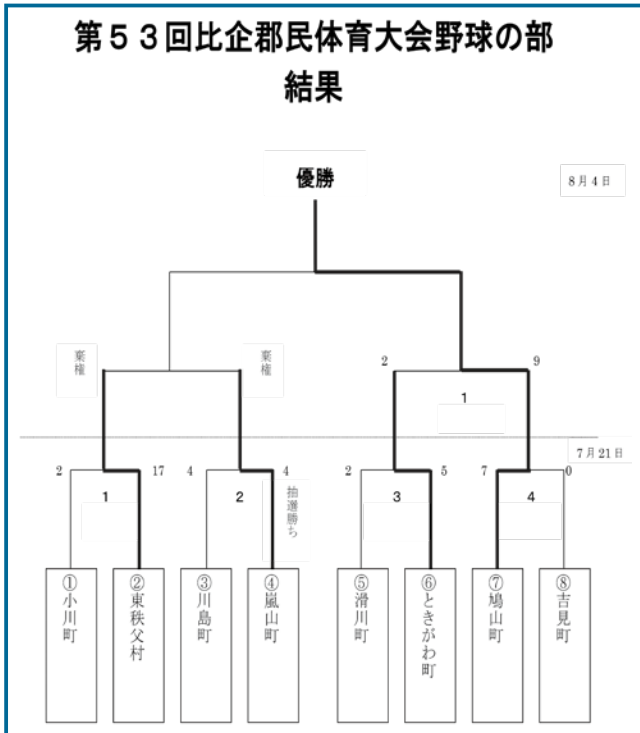 第５３回比企郡民体育大会野球の部
結果
優勝
8月4日
棄権
棄権
2
9
1
7月21日
2
17
4
4
2
5
7
0
1
2
抽選勝ち
3
4
①小川町
②東秩父村
③川島町
④嵐山町
⑤滑川町
⑥ときがわ町
⑦鳩山町
⑧吉見町